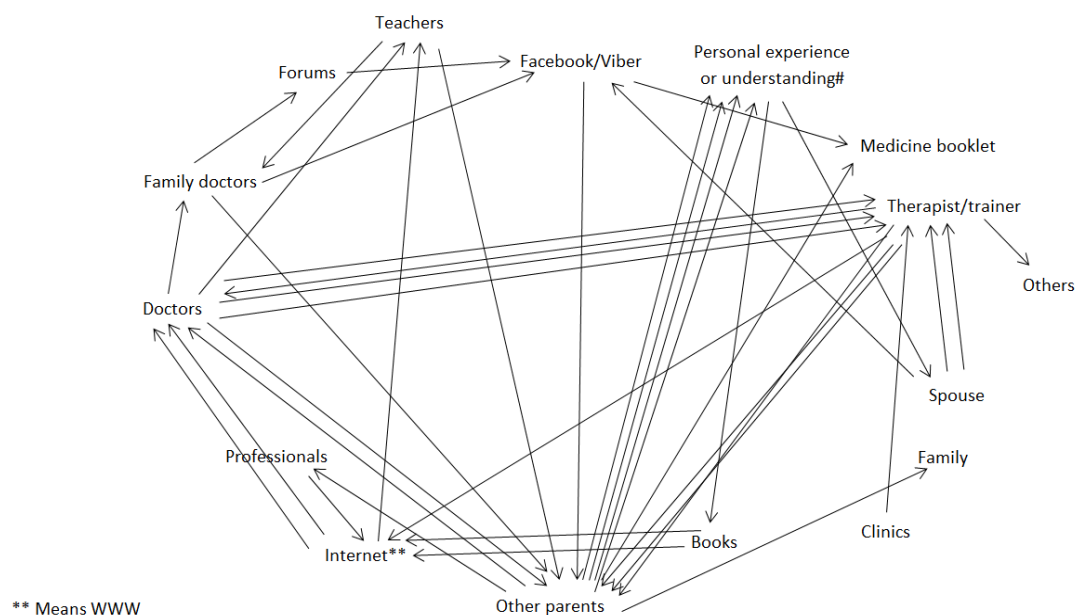 Teachers
Facebook/Viber
Personal experience
or understanding#
Forums
Medicine booklet
Family doctors
Therapist/trainer
Others
Doctors
Spouse
Professionals
Family
Clinics
Books
Internet**
Other parents
** Means WWW